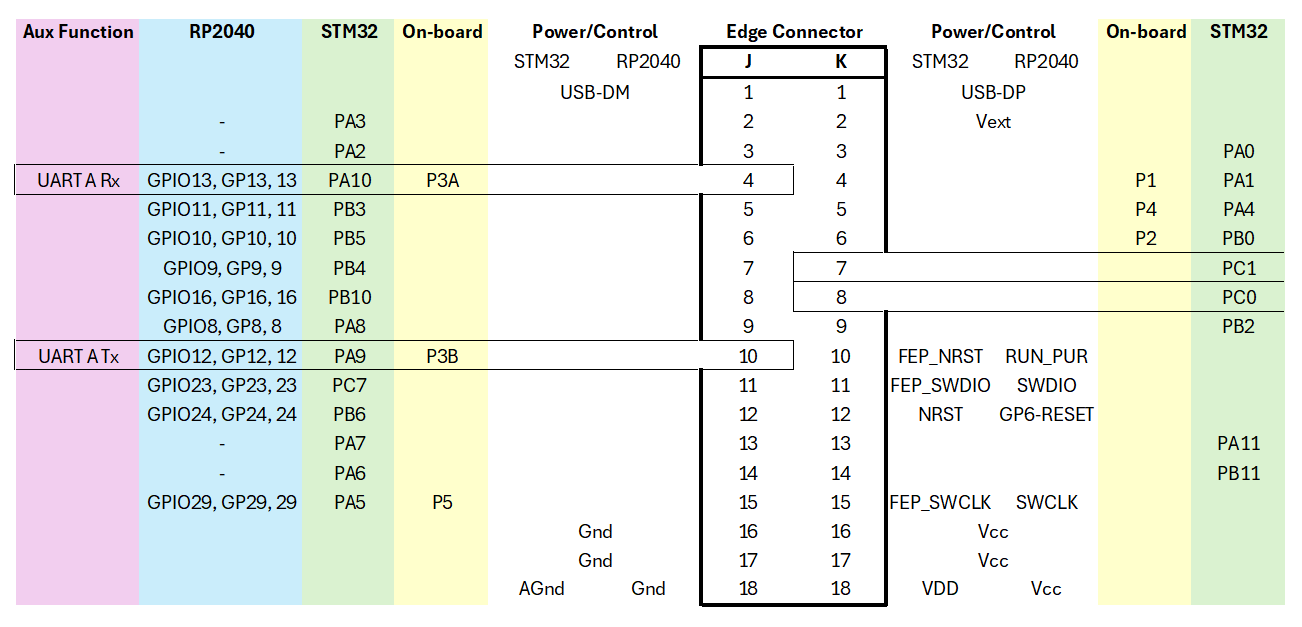 Aux Function RP2040 STM32 On-board Power/Control Edge Connector Power/Control On-board STM32
STM32 RP2040 J K STM32 RP2040
USB-DM 1 1 USB-DP
- PA3 2 2 Vext
- PA2 3 3 PA0
UART A Rx GPIO13, GP13, 13 PA10 P3A 4 4 P1 PA1
GPIO11, GP11, 11 PB3 5 5 P4 PA4
GPIO10, GP10, 10 PB5 6 6 P2 PB0
GPIO9, GP9, 9 PB4 7 7 PC1
GPIO16, GP16, 16 PB10 8 8 PC0
GPIO8, GP8, 8 PA8 9 9 PB2
UART A Tx GPIO12, GP12, 12 PA9 P3B 10 10 FEP_NRST RUN_PUR
GPIO23, GP23, 23 PC7 11 11 FEP_SWDIO SWDIO
GPIO24, GP24, 24 PB6 12 12 NRST GP6-RESET
- PA7 13 13 PA11
- PA6 14 14 PB11
GPIO29, GP29, 29 PA5 P5 15 15 FEP_SWCLK SWCLK
Gnd 16 16 Vcc
Gnd 17 17 Vcc
AGnd Gnd 18 18 VDD Vcc